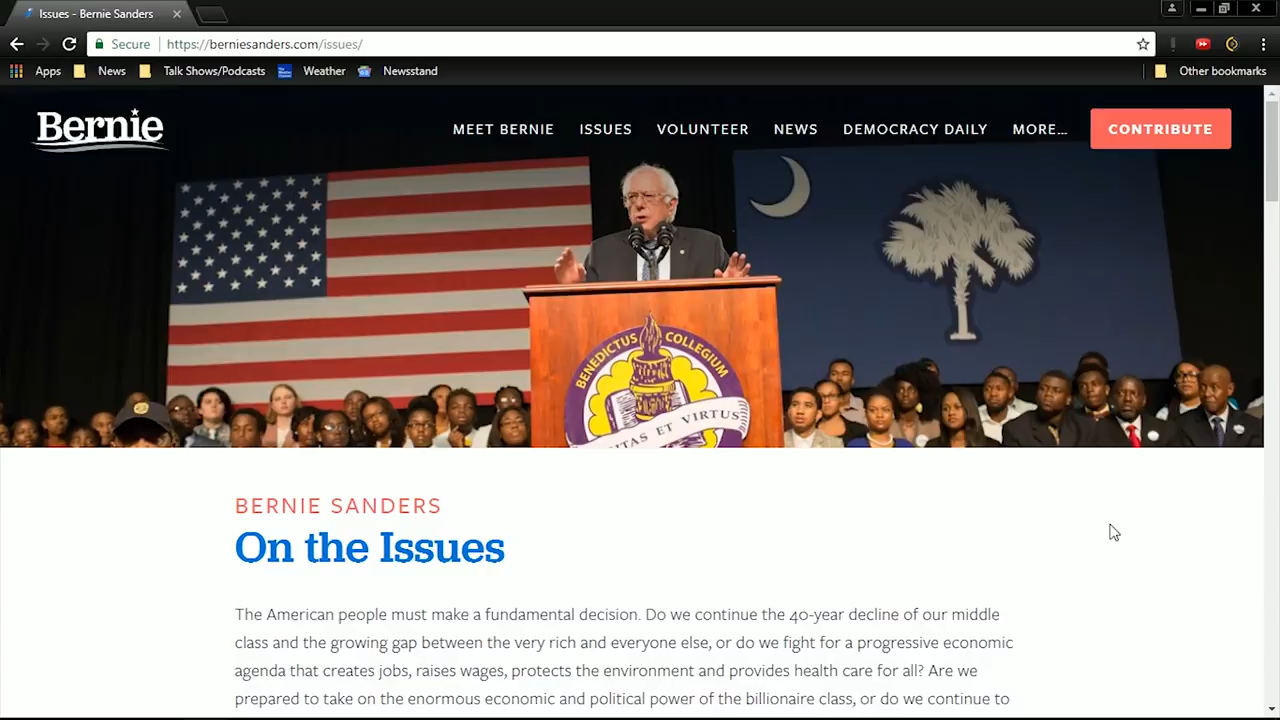 Issues - Bernie Sanders
Secure https://berniesanders.com/issues/
Apps News Talk Shows/Podcasts Weather Newsstand Other bookmarks
Bernie MEET BERNIE ISSUES VOLUNTEER NEWS DEMOCRACY DAILY MORE... CONTRIBUTE
BENEDICTUS COLLEGIUM
ITAS ET VIRTUS
BERNIE SANDERS
On the Issues
The American people must make a fundamental decision. Do we continue the 40-year decline of our middle
class and the growing gap between the very rich and everyone else, or do we fight for a progressive economic
agenda that creates jobs, raises wages, protects the environment and provides health care for all? Are we
prepared to take on the enormous economic and political power of the billionaire class, or do we continue to